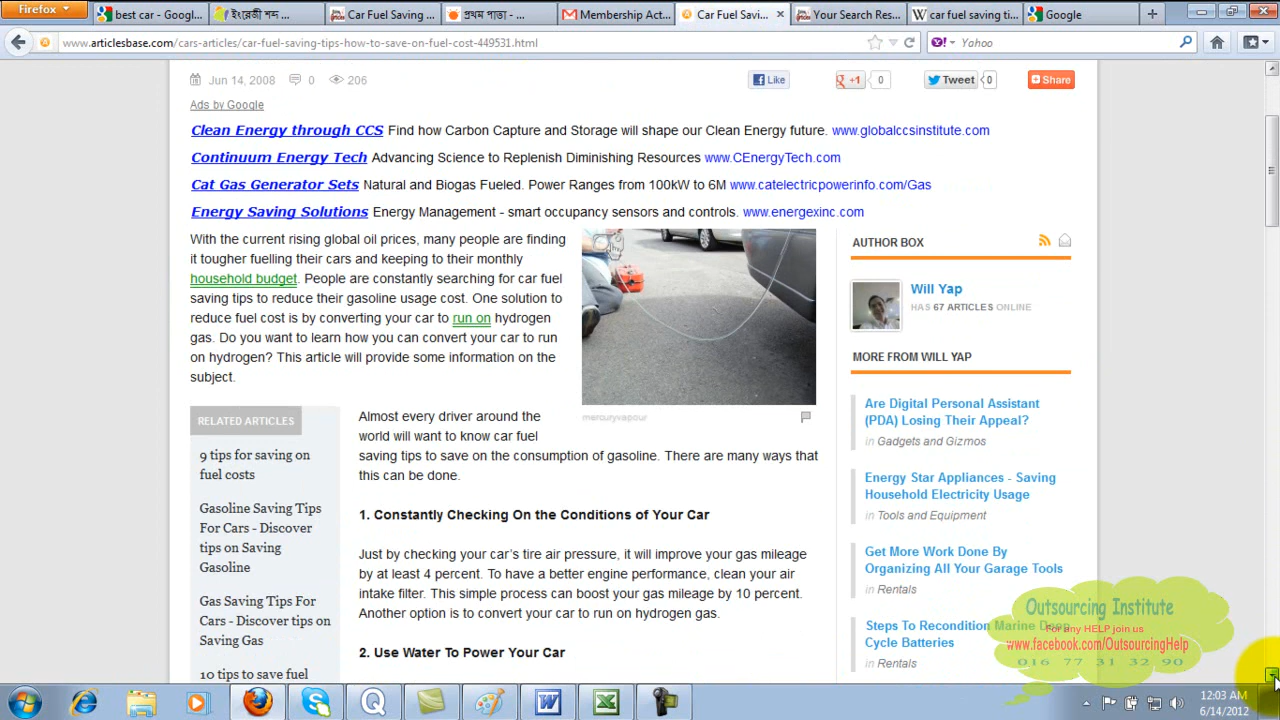 Firefox
best car - Googl...
ইংরেজী শব্দ ...
Car Fuel Saving ...
প্রথম পাতা - ...
Membership Act...
Car Fuel Savi...
Your Search Res...
car fuel saving ti...
Google
www.articlesbase.com/cars-articles/car-fuel-saving-tips-how-to-save-on-fuel-cost-449531.html
Yahoo
Jun 14, 2008 0 206
Like
+1 0
Tweet 0
Share
Ads by Google
Clean Energy through CCS Find how Carbon Capture and Storage will shape our Clean Energy future. www.globalccsinstitute.com
Continuum Energy Tech Advancing Science to Replenish Diminishing Resources www.CEnergyTech.com
Cat Gas Generator Sets Natural and Biogas Fueled. Power Ranges from 100kW to 6M www.catelectricpowerinfo.com/Gas
Energy Saving Solutions Energy Management - smart occupancy sensors and controls. www.energexinc.com
With the current rising global oil prices, many people are finding
it tougher fuelling their cars and keeping to their monthly
household budget. People are constantly searching for car fuel
saving tips to reduce their gasoline usage cost. One solution to
reduce fuel cost is by converting your car to run on hydrogen
gas. Do you want to learn how you can convert your car to run
on hydrogen? This article will provide some information on the
subject.
mercuryvapour
RELATED ARTICLES
9 tips for saving on
fuel costs
Gasoline Saving Tips
For Cars - Discover
tips on Saving
Gasoline
Gas Saving Tips For
Cars - Discover tips on
Saving Gas
10 tips to save fuel
Almost every driver around the
world will want to know car fuel
saving tips to save on the consumption of gasoline. There are many ways that
this can be done.
1. Constantly Checking On the Conditions of Your Car
Just by checking your car's tire air pressure, it will improve your gas mileage
by at least 4 percent. To have a better engine performance, clean your air
intake filter. This simple process can boost your gas mileage by 10 percent.
Another option is to convert your car to run on hydrogen gas.
2. Use Water To Power Your Car
AUTHOR BOX
Will Yap
HAS 67 ARTICLES ONLINE
MORE FROM WILL YAP
Are Digital Personal Assistant
(PDA) Losing Their Appeal?
in Gadgets and Gizmos
Energy Star Appliances - Saving
Household Electricity Usage
in Tools and Equipment
Get More Work Done By
Organizing All Your Garage Tools
in Rentals
Steps To Recondition Marine Deep
Cycle Batteries
in Rentals
Outsourcing Institute
For any HELP join us
www.facebook.com/OutsourcingHelp
016 77 31 32 90
12:03 AM
6/14/2012